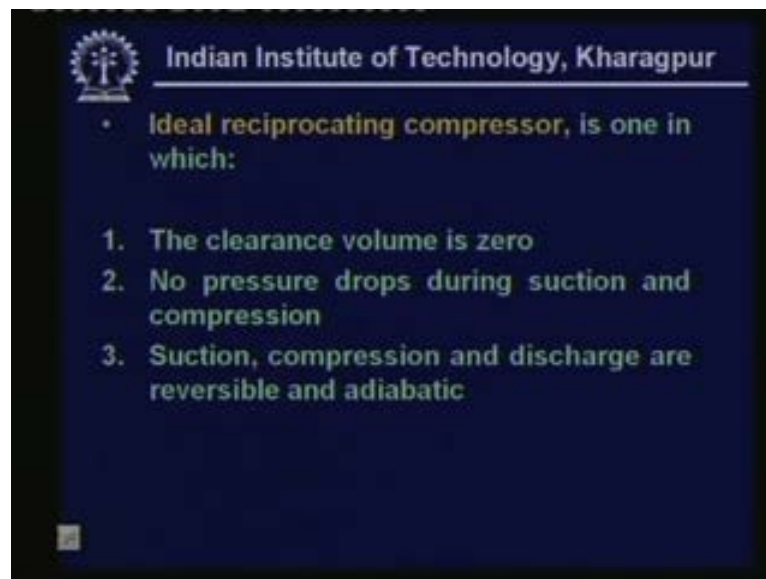 Indian Institute of Technology, Kharagpur
• Ideal reciprocating compressor, is one in
which:
1. The clearance volume is zero
2. No pressure drops during suction and
compression
3. Suction, compression and discharge are
reversible and adiabatic